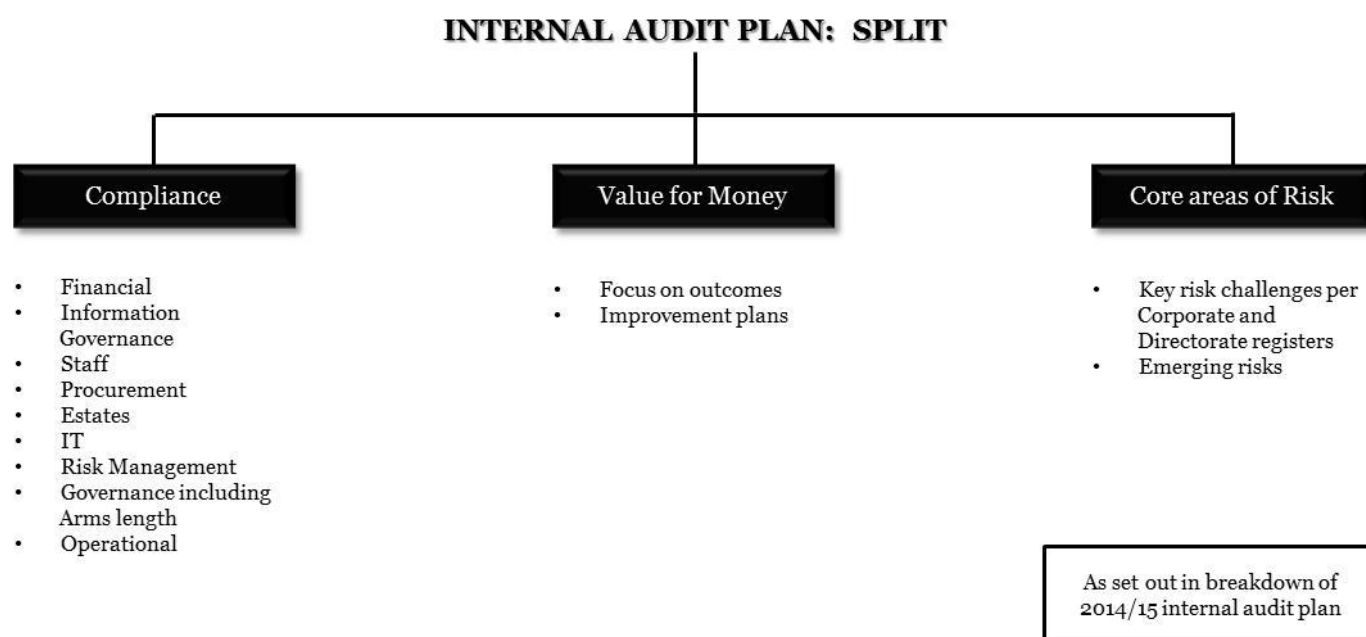 INTERNAL AUDIT PLAN: SPLIT
Compliance
Value for Money
Core areas of Risk
• Financial
• Information
Governance
• Staff
• Procurement
• Estates
• IT
• Risk Management
• Governance including
Arms length
• Operational
• Focus on outcomes
• Improvement plans
• Key risk challenges per
Corporate and
Directorate registers
• Emerging risks
As set out in breakdown of
2014/15 internal audit plan